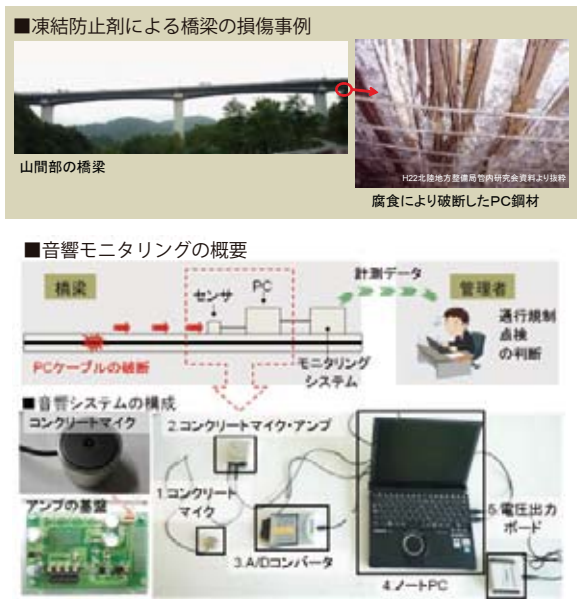 ■凍結防止剤による橋梁の損傷事例
山間部の橋梁
H22北陸地方整備局管内研究会資料より抜粋
腐食により破断したPC鋼材
■音響モニタリングの概要
橋梁
センサ
PC
計測データ
管理者
通行規制
点検
の判断
PCケーブルの破断
モニタリング
システム
■音響システムの構成
コンクリートマイク
アンプの基盤
2.コンクリートマイク・アンプ
1.コンクリート
マイク
3.A/Dコンバータ
4.ノートPC
5.電圧出力
ボード